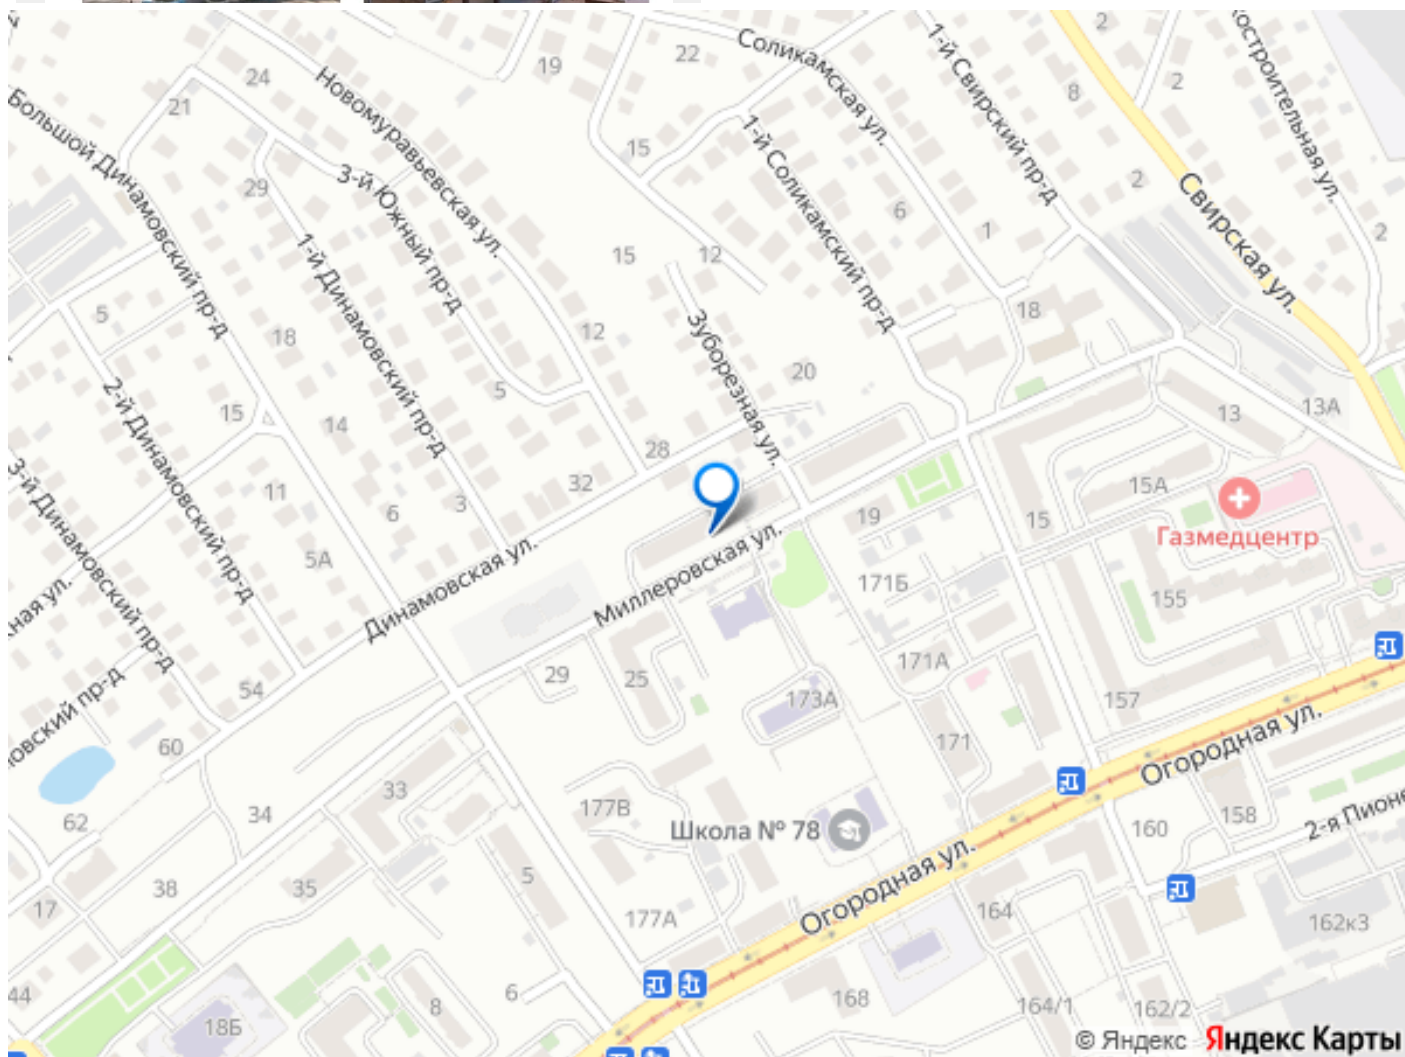 Соликамская ул.
1-й Свирский пр-д
2
22
19
24
2
8
21
Новомуравьевская ул.
Большой Динамовский пр-д
15
1-й Соликамский пр-д
2
Свирская ул.
29
3-й Южный пр-д
6
1
2
1-й Динамовский пр-д
15
12
5
18
12
Зуборезная ул.
18
20
2-й Динамовский пр-д
5
15
14
13
13А
28
3-й Динамовский пр-д
32
11
3
6
15А
19
15
Газмедцентр
5А
Динамовская ул.
Миллеровская ул.
171Б
155
ная ул.
171А
29
25
54
173А
157
овский пр-д
171
Огородная ул.
60
33
177В
34
62
Школа № 78
160
158
2-я Пионе
38
35
5
Огородная ул.
17
177А
164
162к3
44
6
8
168
164/1
162/2
18Б
© Яндекс Яндекс Карты